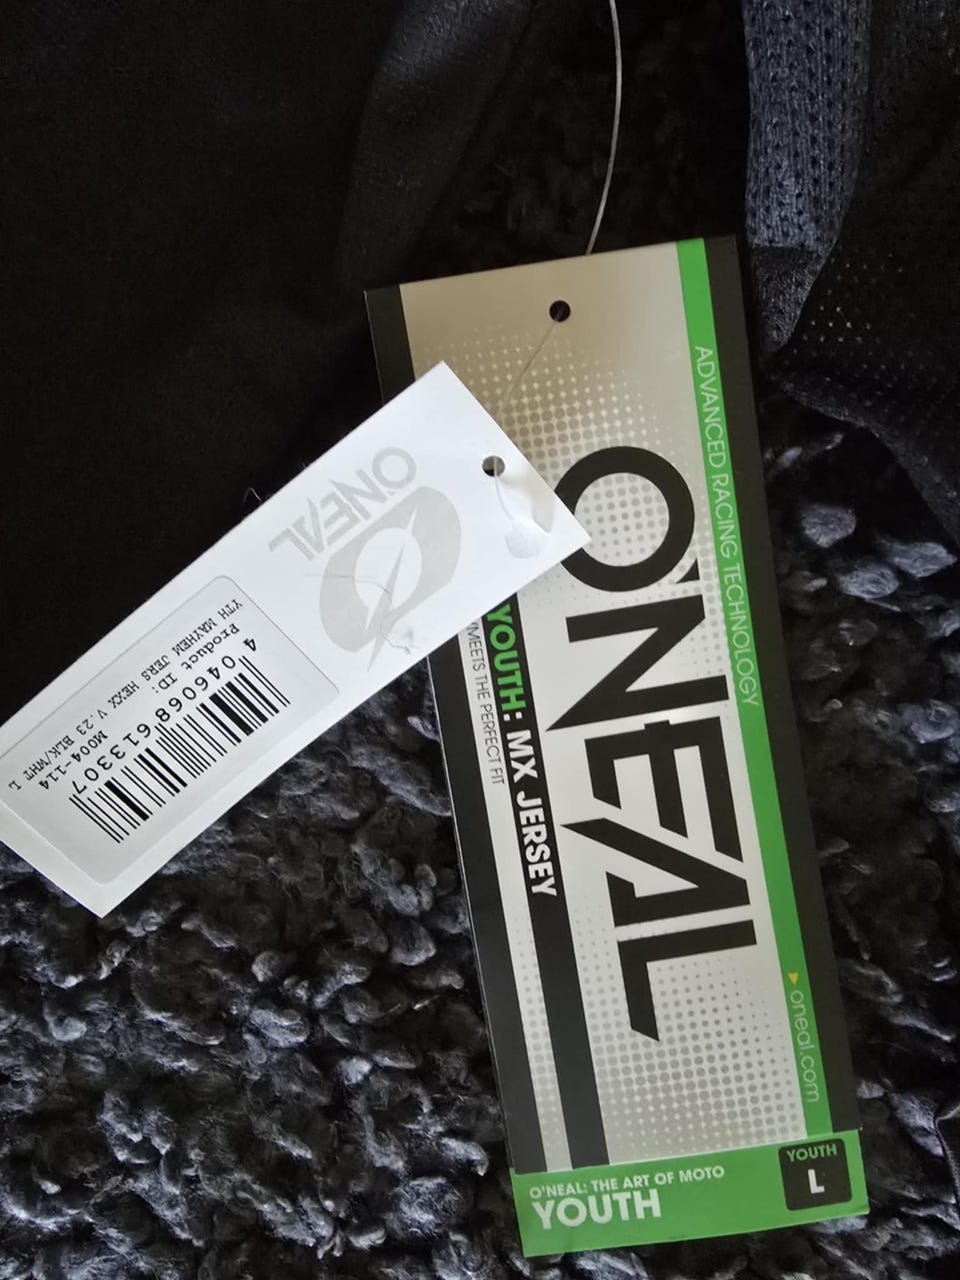 ADVANCED RACING TECHNOLOGY
oneal.com
O'NEAL
YOUTH: MX JERSEY
MEETS THE PERFECT FIT
O'NEAL: THE ART OF MOTO
YOUTH
YOUTH
L
O'NEAL
4 046068 613307
Product ID: M004-114
YTH MAYHEM JERS HEXX V.23 BLK/WHT L